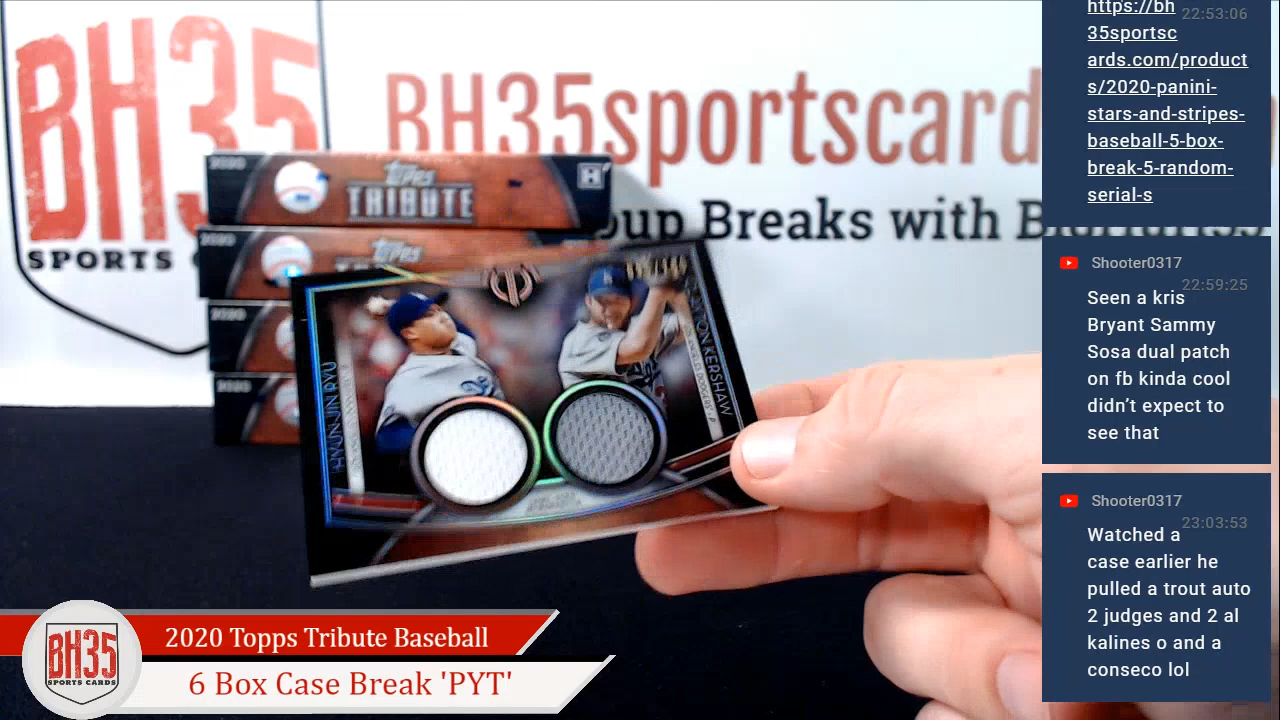 BH35
SPORTS
BH35sportscard
Group Breaks with B
2020
Topps
TRIBUTE
H
2020
Topps
2020
2020
HYUN-JIN RYU
CLAYTON KERSHAW
BH35
SPORTS CARDS
2020 Topps Tribute Baseball
6 Box Case Break 'PYT'
https://bh
22:53:06
35sportsc
ards.com/product
s/2020-panini-
stars-and-stripes-
baseball-5-box-
break-5-random-
serial-s
Shooter0317
22:59:25
Seen a kris
Bryant Sammy
Sosa dual patch
on fb kinda cool
didn't expect to
see that
Shooter0317
23:03:53
Watched a
case earlier he
pulled a trout auto
2 judges and 2 al
kalines o and a
conseco lol